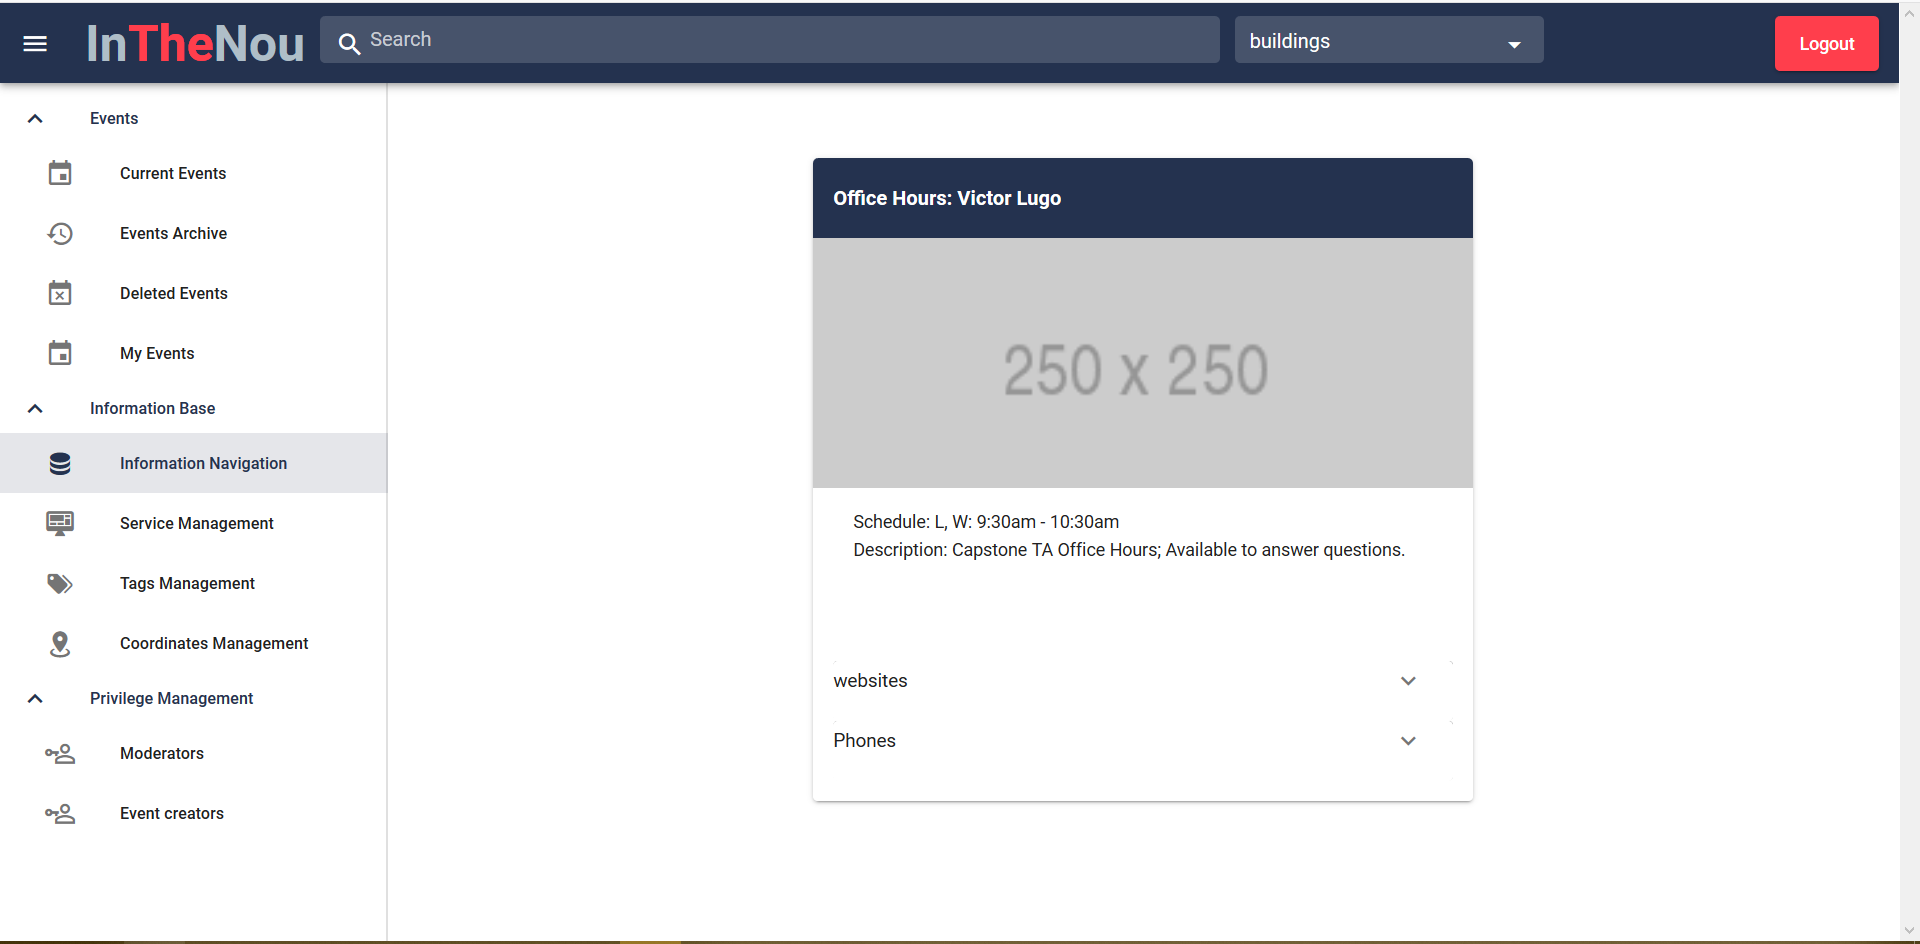 InTheNou
Search
buildings
Logout
Events
Current Events
Events Archive
Deleted Events
My Events
Information Base
Information Navigation
Service Management
Tags Management
Coordinates Management
Privilege Management
Moderators
Event creators
Office Hours: Victor Lugo
250 x 250
Schedule: L, W: 9:30am - 10:30am
Description: Capstone TA Office Hours; Available to answer questions.
websites
Phones